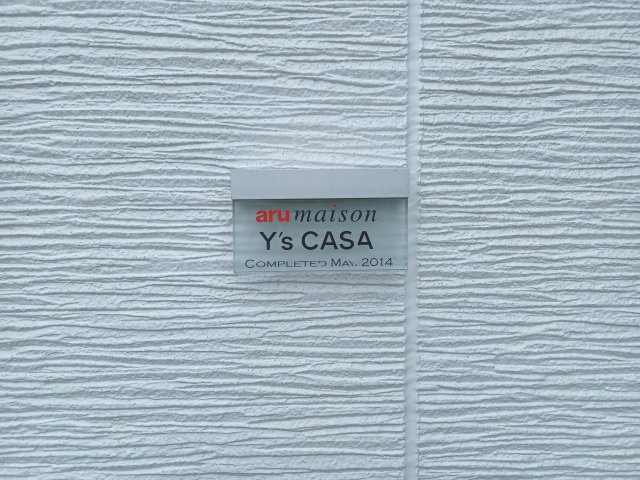 aru maison
Y's CASA
COMPLETED MAY. 2014